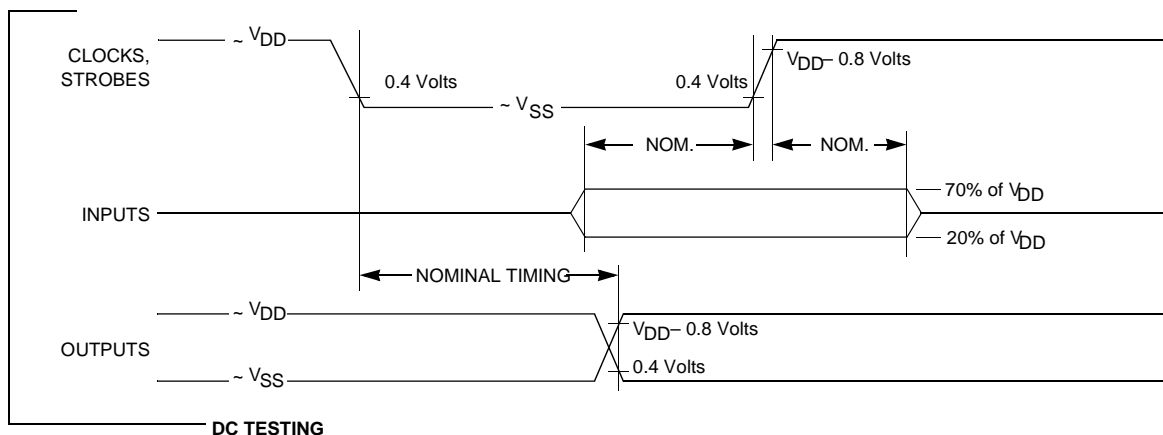 CLOCKS,
STROBES
~ VDD
0.4 Volts
~ VSS
0.4 Volts
VDD – 0.8 Volts
NOM.
NOM.
INPUTS
70% of VDD
20% of VDD
NOMINAL TIMING
OUTPUTS
~ VDD
VDD – 0.8 Volts
0.4 Volts
~ VSS
DC TESTING